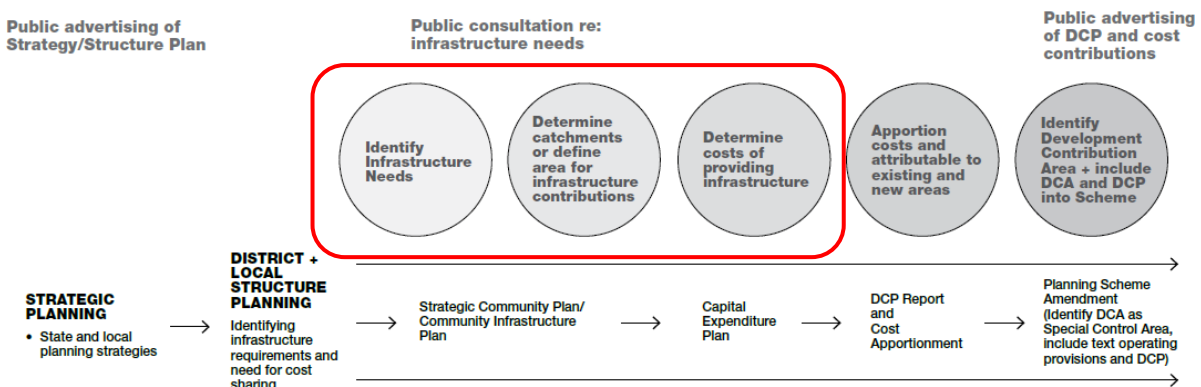 Public advertising of
Strategy/Structure Plan
Public consultation re:
infrastructure needs
Public advertising
of DCP and cost
contributions
Identify
Infrastructure
Needs
Determine
catchments
or define
area for
infrastructure
contributions
Determine
costs of
providing
infrastructure
Apportion
costs and
attributable to
existing and
new areas
Identify
Development
Contribution
Area + include
DCA and DCP
into Scheme
STRATEGIC
PLANNING
• State and local
planning strategies
DISTRICT +
LOCAL
STRUCTURE
PLANNING
Identifying
infrastructure
requirements and
need for cost
sharing
Strategic Community Plan/
Community Infrastructure
Plan
Capital
Expenditure
Plan
DCP Report
and
Cost
Apportionment
Planning Scheme
Amendment
(Identify DCA as
Special Control Area,
include text operating
provisions and DCP)